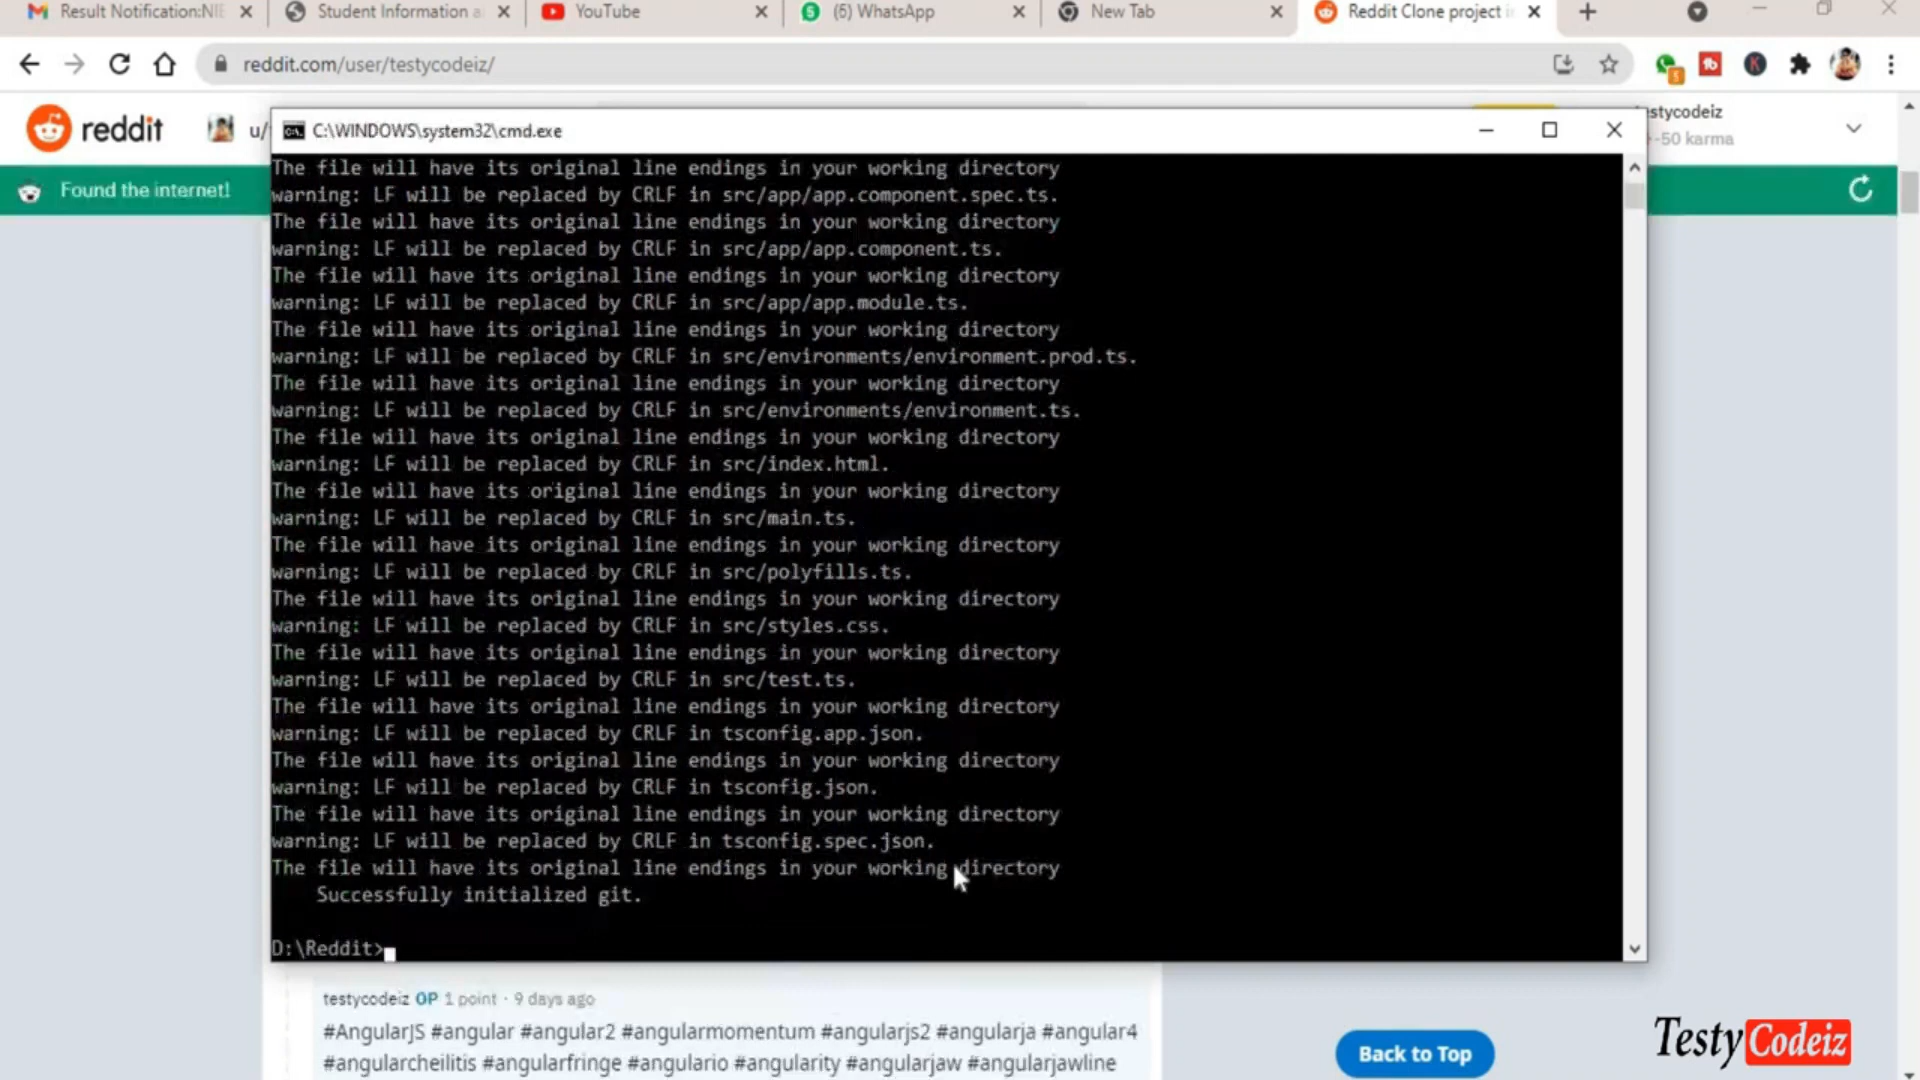 Result Notification:NIE
Student Information a
YouTube
(5) WhatsApp
New Tab
Reddit Clone project i
reddit.com/user/testycodeiz/
reddit
u/
stycodeiz
-50 karma
Found the internet!
C:\WINDOWS\system32\cmd.exe
The file will have its original line endings in your working directory
warning: LF will be replaced by CRLF in src/app/app.component.spec.ts.
The file will have its original line endings in your working directory
warning: LF will be replaced by CRLF in src/app/app.component.ts.
The file will have its original line endings in your working directory
warning: LF will be replaced by CRLF in src/app/app.module.ts.
The file will have its original line endings in your working directory
warning: LF will be replaced by CRLF in src/environments/environment.prod.ts.
The file will have its original line endings in your working directory
warning: LF will be replaced by CRLF in src/environments/environment.ts.
The file will have its original line endings in your working directory
warning: LF will be replaced by CRLF in src/index.html.
The file will have its original line endings in your working directory
warning: LF will be replaced by CRLF in src/main.ts.
The file will have its original line endings in your working directory
warning: LF will be replaced by CRLF in src/polyfills.ts.
The file will have its original line endings in your working directory
warning: LF will be replaced by CRLF in src/styles.css.
The file will have its original line endings in your working directory
warning: LF will be replaced by CRLF in src/test.ts.
The file will have its original line endings in your working directory
warning: LF will be replaced by CRLF in tsconfig.app.json.
The file will have its original line endings in your working directory
warning: LF will be replaced by CRLF in tsconfig.json.
The file will have its original line endings in your working directory
warning: LF will be replaced by CRLF in tsconfig.spec.json.
The file will have its original line endings in your working directory
Successfully initialized git.
D:\Reddit>
testycodeiz OP 1 point · 9 days ago
#AngularJS #angular #angular2 #angularmomentum #angularjs2 #angularja #angular4
#angularcheilitis #angularfringe #angulario #angularity #angularjaw #angularjawline
Back to Top
Testy Codeiz